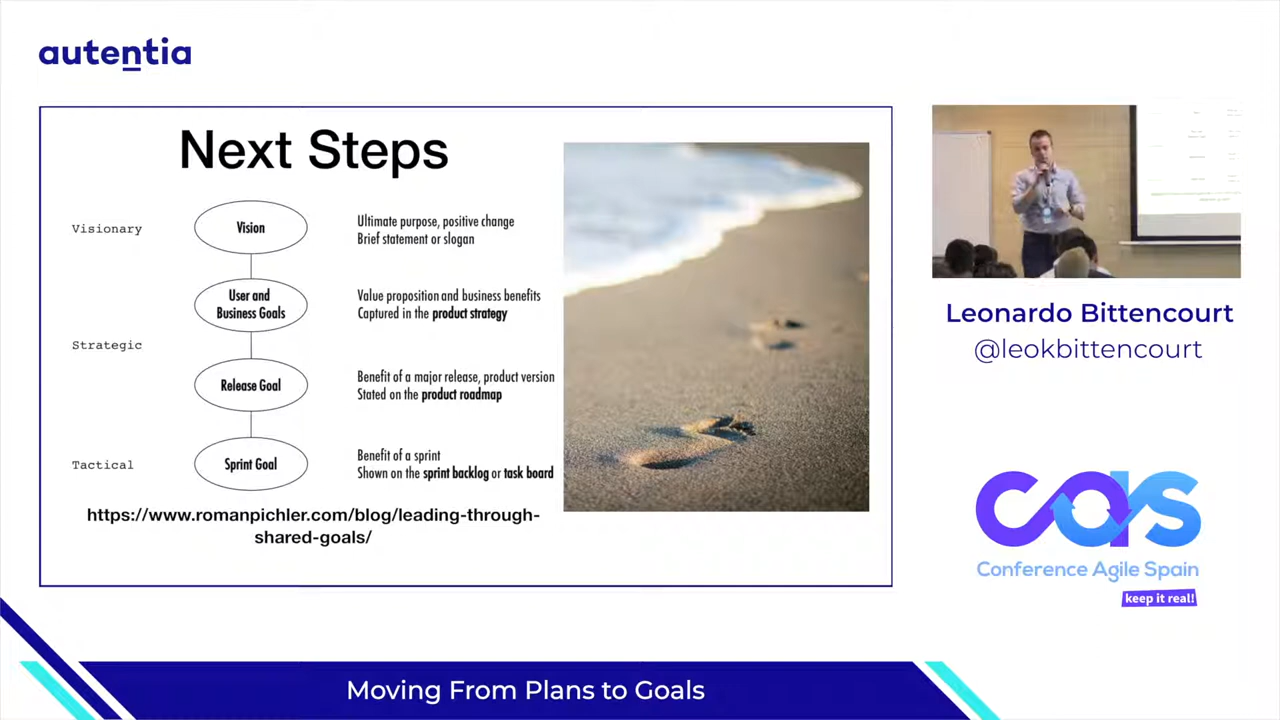 autentia
Next Steps
Visionary
Vision
Ultimate purpose, positive change
Brief statement or slogan
User and
Business Goals
Value proposition and business benefits
Captured in the product strategy
Strategic
Release Goal
Benefit of a major release, product version
Stated on the product roadmap
Tactical
Sprint Goal
Benefit of a sprint
Shown on the sprint backlog or task board
https://www.romanpichler.com/blog/leading-through-
shared-goals/
Leonardo Bittencourt
@leokbittencourt
cas
Conference Agile Spain
keep it real!
Moving From Plans to Goals